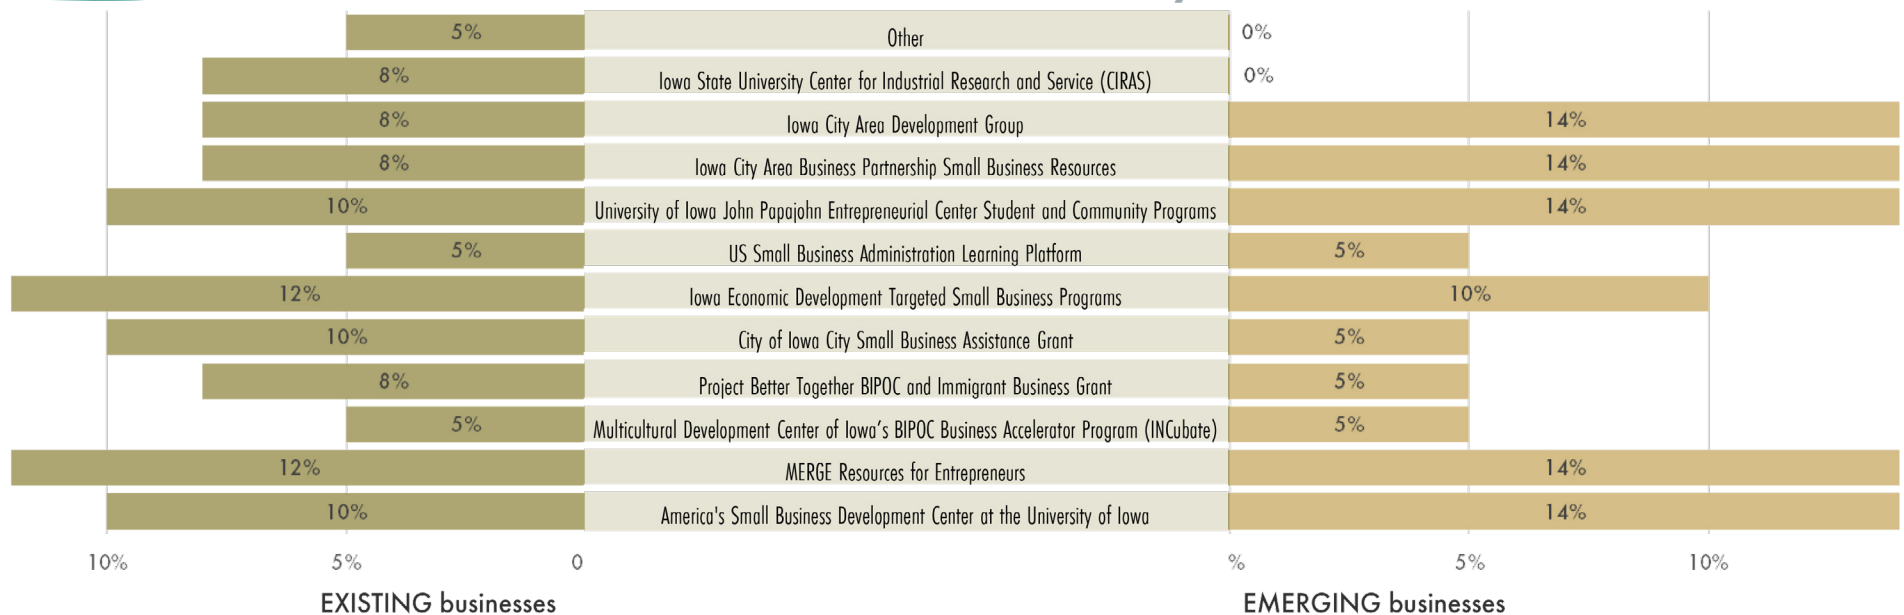 5% Other 0%
8% Iowa State University Center for Industrial Research and Service (CIRAS) 0%
8% Iowa City Area Development Group 14%
8% Iowa City Area Business Partnership Small Business Resources 14%
10% University of Iowa John Papajohn Entrepreneurial Center Student and Community Programs 14%
5% US Small Business Administration Learning Platform 5%
12% Iowa Economic Development Targeted Small Business Programs 10%
10% City of Iowa City Small Business Assistance Grant 5%
8% Project Better Together BIPOC and Immigrant Business Grant 5%
5% Multicultural Development Center of Iowa’s BIPOC Business Accelerator Program (INCubate) 5%
12% MERGE Resources for Entrepreneurs 14%
10% America's Small Business Development Center at the University of Iowa 14%
10% 5% 0 % 5% 10%
EXISTING businesses EMERGING businesses